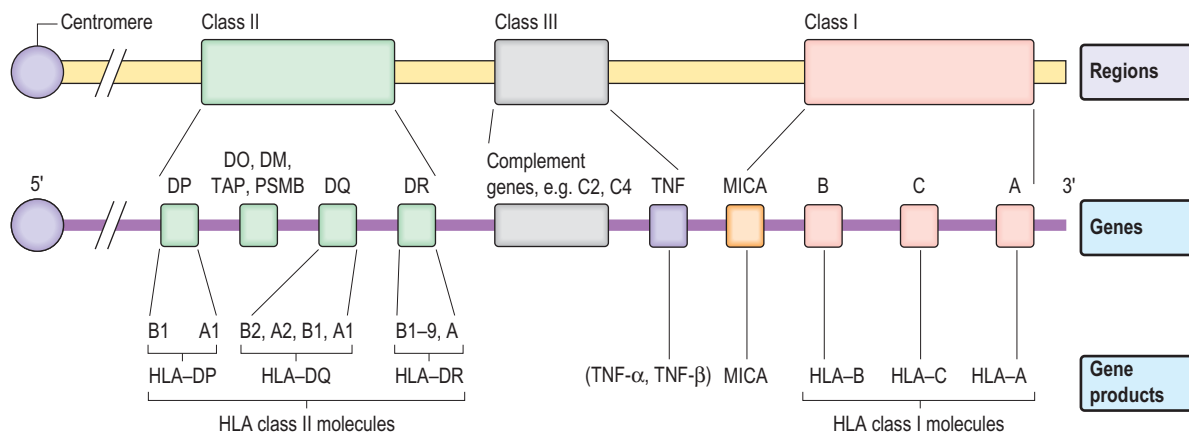 Centromere
Class II
Class III
Class I
Regions
5'
DP
DO, DM,
TAP, PSMB
DQ
DR
Complement
genes, e.g. C2, C4
TNF
MICA
B
C
A
3'
Genes
B1
A1
B2, A2, B1, A1
B1–9, A
HLA–DP
HLA–DQ
HLA–DR
(TNF-α, TNF-β)
MICA
HLA–B
HLA–C
HLA–A
Gene
products
HLA class II molecules
HLA class I molecules